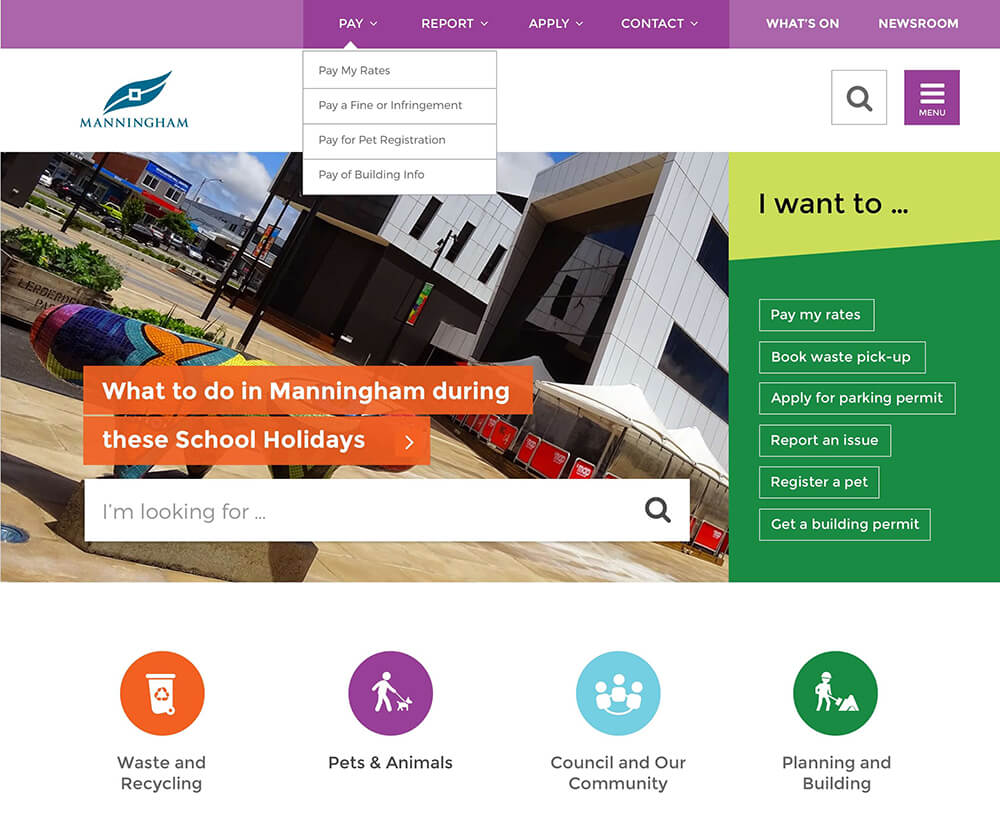 PAY
REPORT
APPLY
CONTACT
WHAT'S ON
NEWSROOM
Pay My Rates
Pay a Fine or Infringement
Pay for Pet Registration
Pay of Building Info
MANNINGHAM
MENU
I want to ...
Pay my rates
Book waste pick-up
Apply for parking permit
Report an issue
Register a pet
Get a building permit
What to do in Manningham during
these School Holidays
I'm looking for ...
Waste and
Recycling
Pets & Animals
Council and Our
Community
Planning and
Building